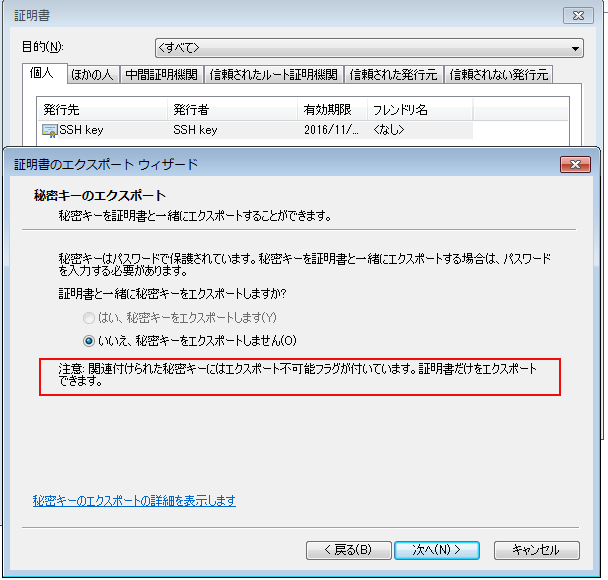 証明書
目的(N):
<すべて>
個人
ほかの人
中間証明機関
信頼されたルート証明機関
信頼された発行元
信頼されない発行元
発行先
発行者
有効期限
フレンドリ名
SSH key
SSH key
2016/11/...
<なし>
証明書のエクスポート ウィザード
秘密キーのエクスポート
秘密キーを証明書と一緒にエクスポートすることができます。
秘密キーはパスワードで保護されています。秘密キーを証明書と一緒にエクスポートする場合は、パスワード
を入力する必要があります。
証明書と一緒に秘密キーをエクスポートしますか?
はい、秘密キーをエクスポートします(Y)
いいえ、秘密キーをエクスポートしません(O)
注意: 関連付けられた秘密キーにはエクスポート不可能フラグが付いています。証明書だけをエクスポート
できます。
秘密キーのエクスポートの詳細を表示します
< 戻る(B)
次へ(N) >
キャンセル